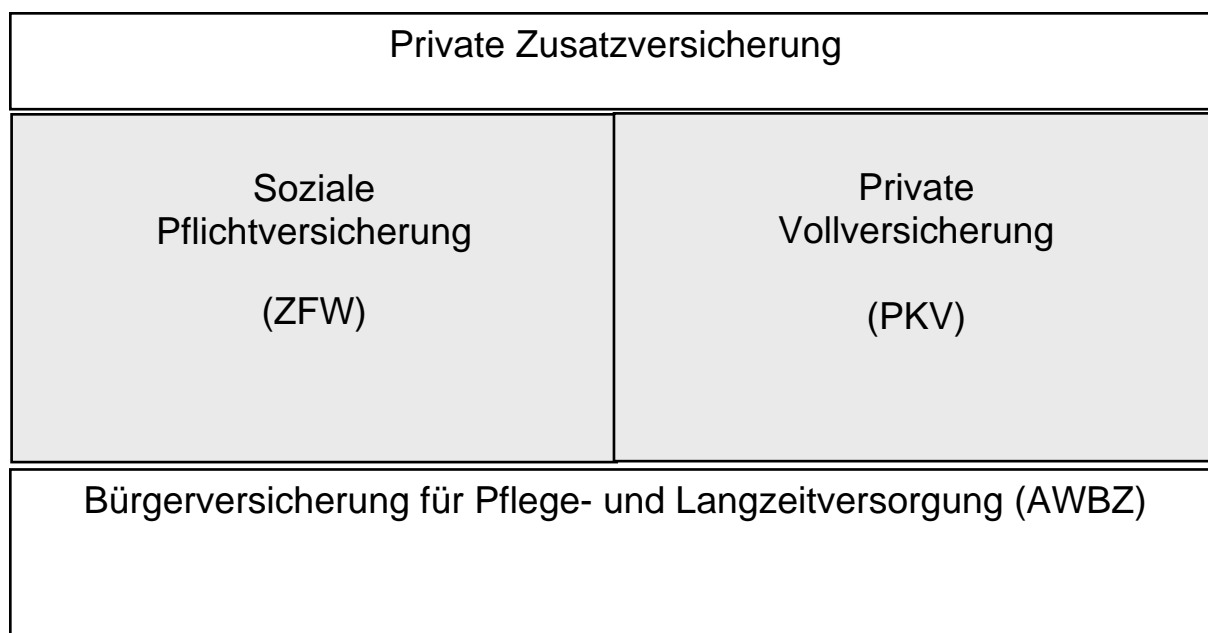 Private Zusatzversicherung
Soziale
Pflichtversicherung
(ZFW)
Private
Vollversicherung
(PKV)
Bürgerversicherung für Pflege- und Langzeitversorgung (AWBZ)